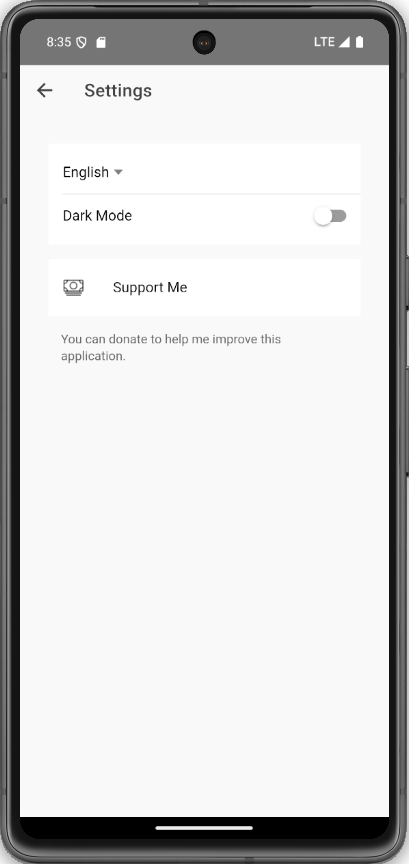 8:35 LTE
Settings
English
Dark Mode
Support Me
You can donate to help me improve this
application.